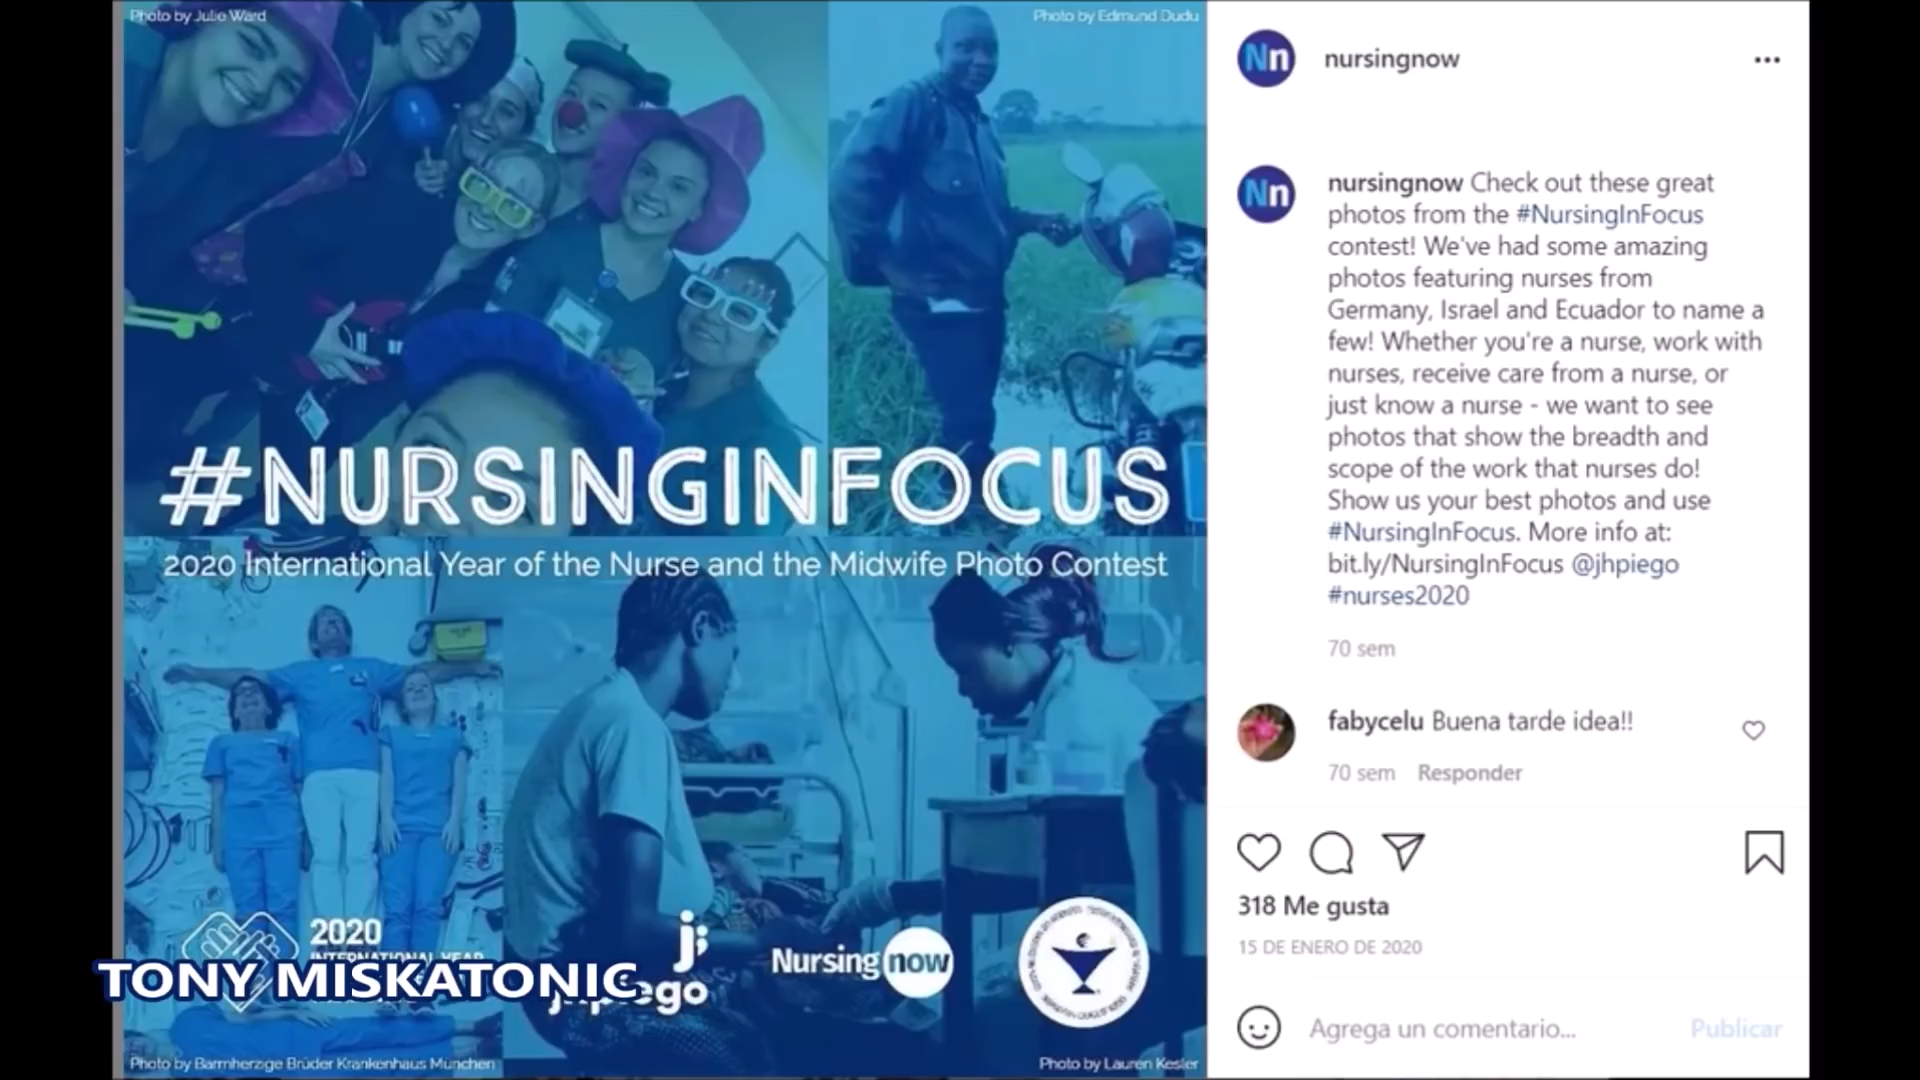 Photo by Julie Ward
Photo by Edmund Dudu
#NURSINGINFOCUS
2020 International Year of the Nurse and the Midwife Photo Contest
2020
INTERNATIONAL YEAR
TONY MISKATONIC
jhpiego
Nursing now
Photo by Barmherzige Brüder Krankenhaus München
Photo by Lauren Kesler
Nn
nursingnow
Nn
nursingnow Check out these great
photos from the #NursingInFocus
contest! We've had some amazing
photos featuring nurses from
Germany, Israel and Ecuador to name a
few! Whether you're a nurse, work with
nurses, receive care from a nurse, or
just know a nurse - we want to see
photos that show the breadth and
scope of the work that nurses do!
Show us your best photos and use
#NursingInFocus. More info at:
bit.ly/NursingInFocus @jhpiego
#nurses2020
70 sem
fabycelu Buena tarde idea!!
70 sem Responder
318 Me gusta
15 DE ENERO DE 2020
Agrega un comentario...
Publicar